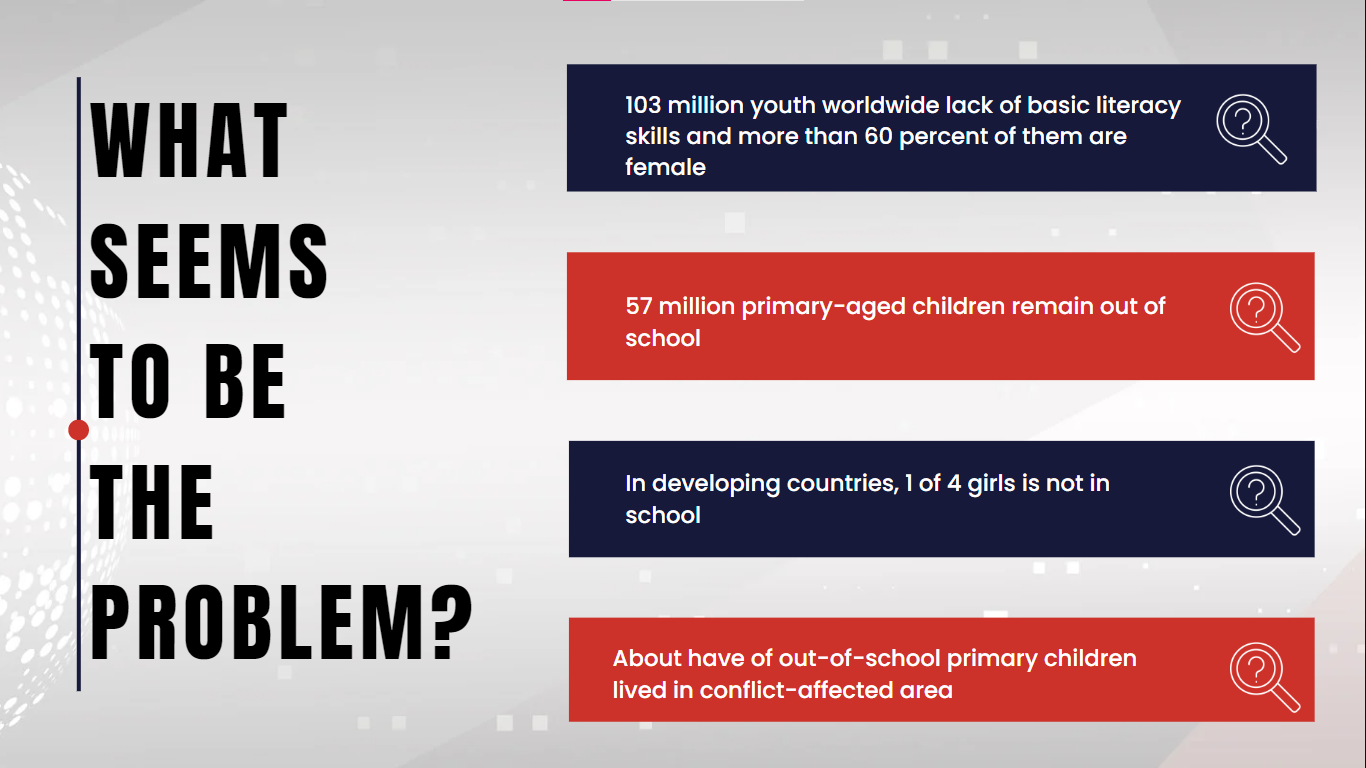 WHAT
SEEMS
TO BE
THE
PROBLEM?
103 million youth worldwide lack of basic literacy
skills and more than 60 percent of them are
female
57 million primary-aged children remain out of
school
In developing countries, 1 of 4 girls is not in
school
About have of out-of-school primary children
lived in conflict-affected area